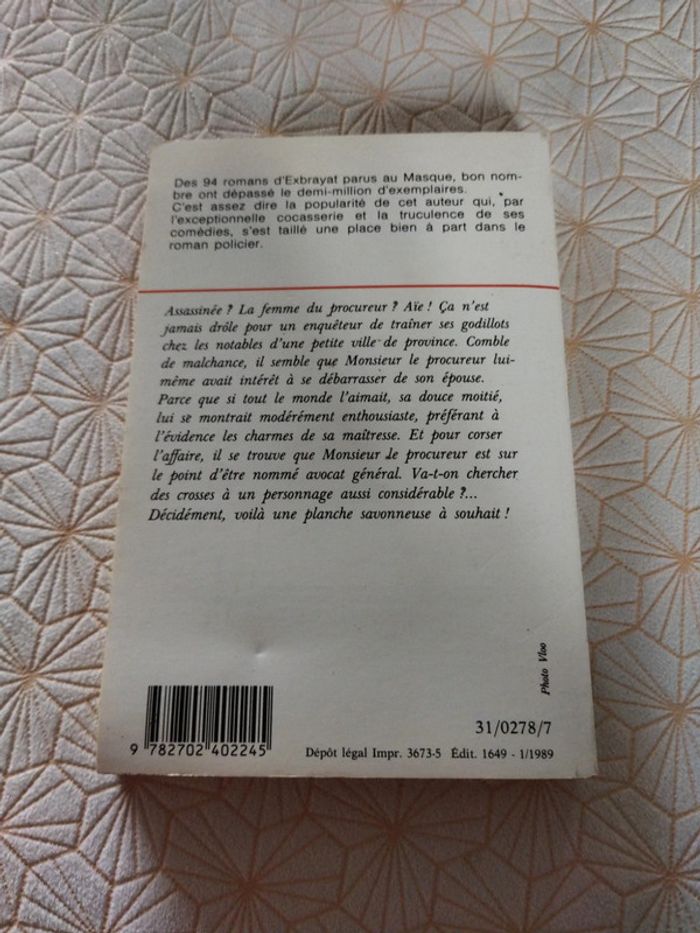 Des 94 romans d'Exbrayat parus au Masque, bon nom-
bre ont dépassé le demi-million d'exemplaires.
C'est assez dire la popularité de cet auteur qui, par
l'exceptionnelle cocasserie et la truculence de ses
comédies, s'est taillé une place bien à part dans le
roman policier.
Assassinée ? La femme du procureur ? Aïe ! Ça n'est
jamais drôle pour un enquêteur de traîner ses godillots
chez les notables d'une petite ville de province. Comble
de malchance, il semble que Monsieur le procureur lui-
même avait intérêt à se débarrasser de son épouse.
Parce que si tout le monde l'aimait, sa douce moitié,
lui se montrait modérément enthousiaste, préférant à
l'évidence les charmes de sa maîtresse. Et pour corser
l'affaire, il se trouve que Monsieur le procureur est sur
le point d'être nommé avocat général. Va-t-on chercher
des crosses à un personnage aussi considérable ?...
Décidément, voilà une planche savonneuse à souhait !
Photo Vloo
31/0278/7
9 782702 402245
Dépôt légal Impr. 3673-5 Édit. 1649 - 1/1989